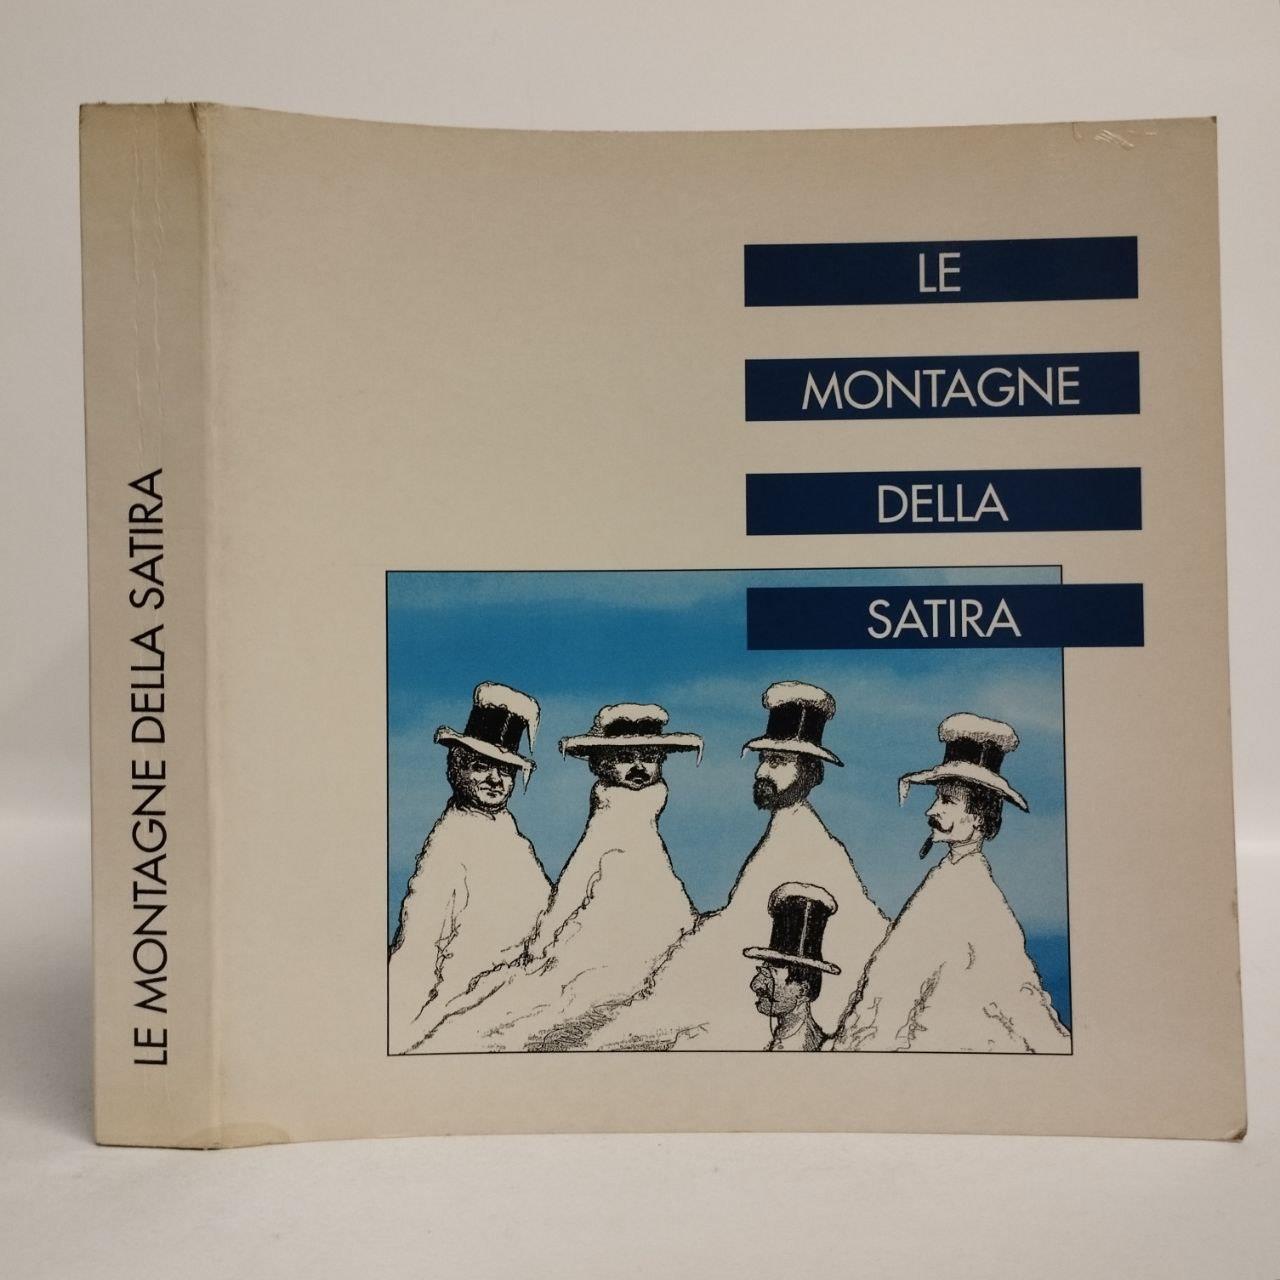 LE MONTAGNE DELLA SATIRA
LE
MONTAGNE
DELLA
SATIRA